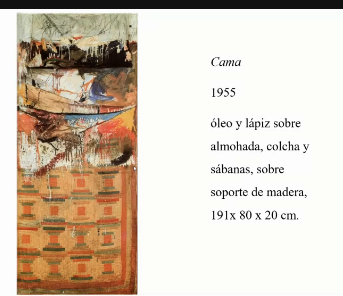 Cama
1955
óleo y lápiz sobre
almohada, colcha y
sábanas, sobre
soporte de madera,
191x 80 x 20 cm.